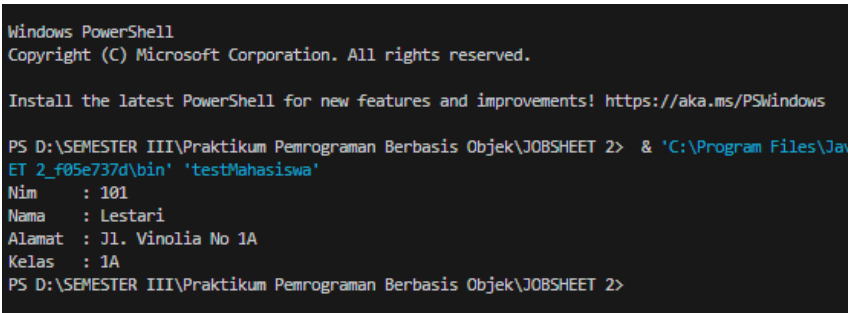 Windows PowerShell
Copyright (C) Microsoft Corporation. All rights reserved.
Install the latest PowerShell for new features and improvements! https://aka.ms/PSWindows
PS D:\SEMESTER III\Praktikum Pemrograman Berbasis Objek\JOBSHEET 2>  & 'C:\Program Files\Jav
ET 2_f05e737d\bin' 'testMahasiswa'
Nim     : 101
Nama    : Lestari
Alamat  : Jl. Vinolia No 1A
Kelas   : 1A
PS D:\SEMESTER III\Praktikum Pemrograman Berbasis Objek\JOBSHEET 2>